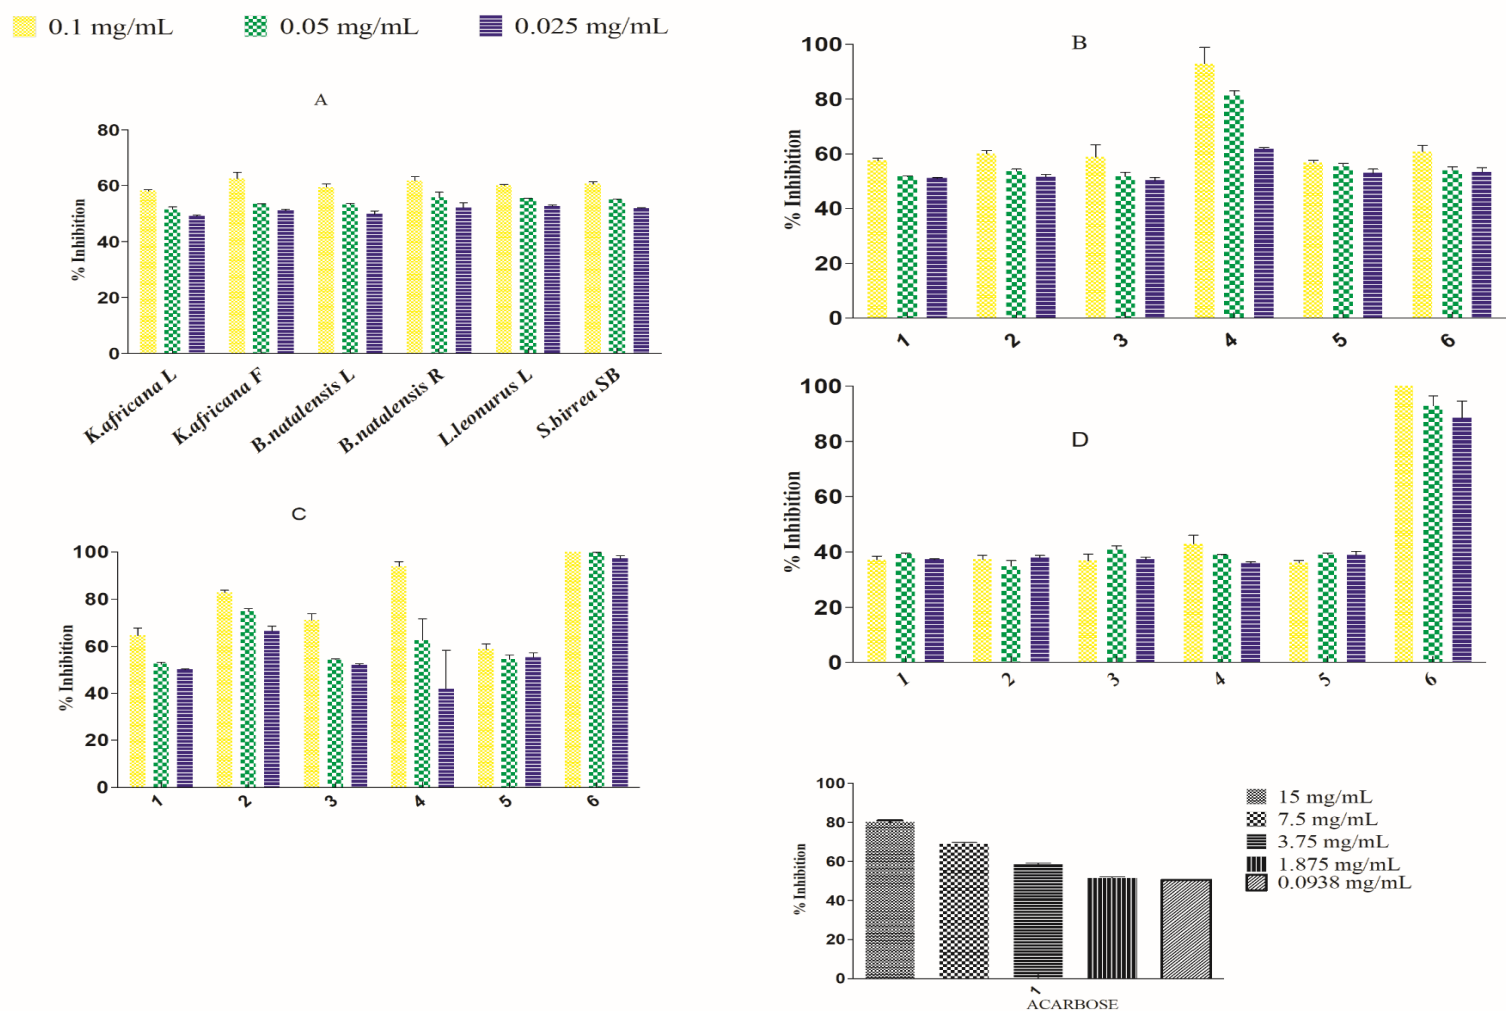 0.1 mg/mL 0.05 mg/mL 0.025 mg/mL
A
% Inhibition
80
60
40
20
0
K.africana L K.africana F B.natalensis L B.natalensis R L.leonurus L S.birrea SB
B
% Inhibition
100
80
60
40
20
0
1 2 3 4 5 6
C
% Inhibition
100
80
60
40
20
0
1 2 3 4 5 6
D
% Inhibition
100
80
60
40
20
0
1 2 3 4 5 6
% Inhibition
80
60
40
20
0
1
ACARBOSE
15 mg/mL
7.5 mg/mL
3.75 mg/mL
1.875 mg/mL
0.0938 mg/mL